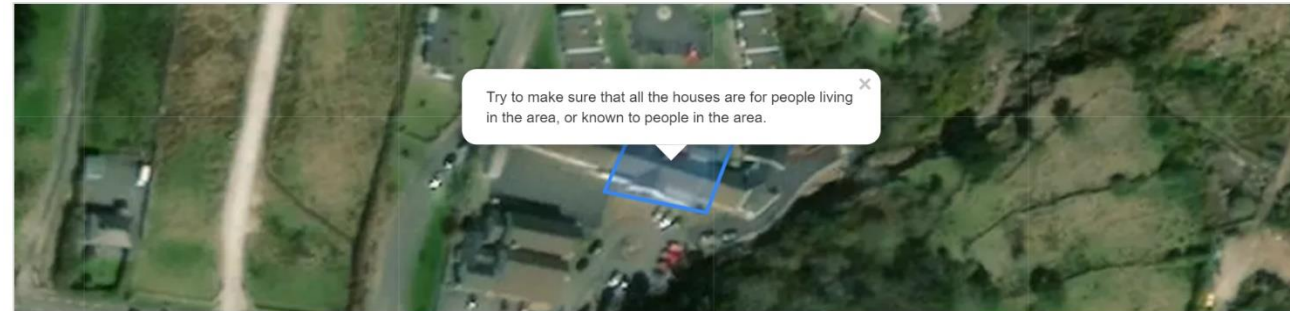 Try to make sure that all the houses are for people living
in the area, or known to people in the area.